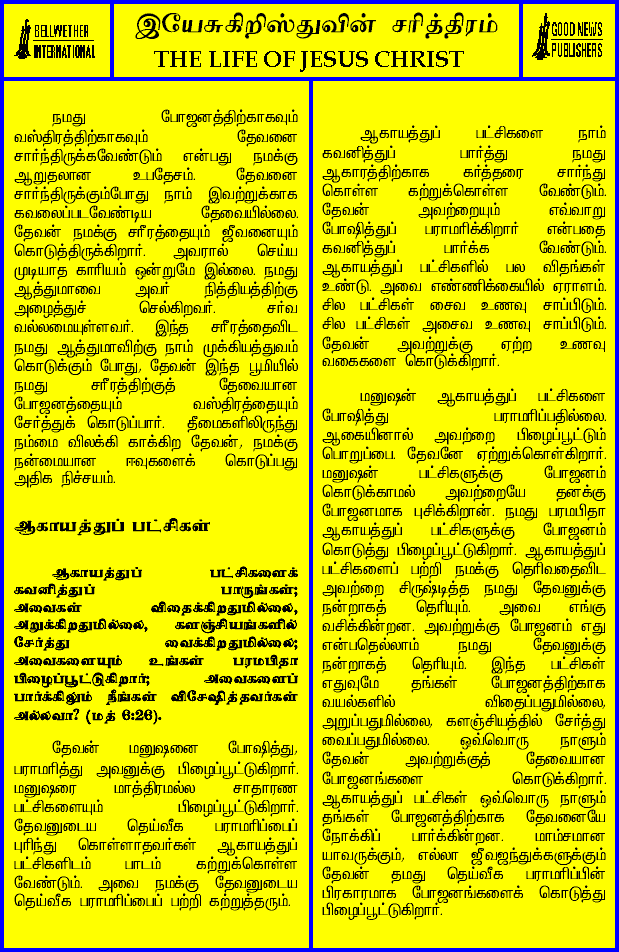 BELLWETHER
INTERNATIONAL
இயேசுகிறிஸ்துவின் சரித்திரம்
THE LIFE OF JESUS CHRIST
GOOD NEWS
PUBLISHERS
நமது போஜனத்திற்காகவும்
வஸ்திரத்திற்காகவும் தேவனை
சார்ந்திருக்கவேண்டும் என்பது நமக்கு
ஆறுதலான உபதேசம். தேவனை
சார்ந்திருக்கும்போது நாம் இவற்றுக்காக
கவலைப்படவேண்டிய தேவையில்லை.
தேவன் நமக்கு சரீரத்தையும் ஜீவனையும்
கொடுத்திருக்கிறார். அவரால் செய்ய
முடியாத காரியம் ஒன்றுமே இல்லை. நமது
ஆத்துமாவை அவர் நித்தியத்திற்கு
அழைத்துச் செல்கிறவர். சர்வ
வல்லமையுள்ளவர். இந்த சரீரத்தைவிட
நமது ஆத்துமாவிற்கு நாம் முக்கியத்துவம்
கொடுக்கும் போது, தேவன் இந்த பூமியில்
நமது சரீரத்திற்குத் தேவையான
போஜனத்தையும் வஸ்திரத்தையும்
சேர்த்துக் கொடுப்பார். தீமைகளிலிருந்து
நம்மை விலக்கி காக்கிற தேவன், நமக்கு
நன்மையான ஈவுகளைக் கொடுப்பது
அதிக நிச்சயம்.
ஆகாயத்துப் பட்சிகள்
ஆகாயத்துப் பட்சிகளைக்
கவனித்துப் பாருங்கள்;
அவைகள் விதைக்கிறதுமில்லை,
அறுக்கிறதுமில்லை, களஞ்சியங்களில்
சேர்த்து வைக்கிறதுமில்லை;
அவைகளையும் உங்கள் பரமபிதா
பிழைப்பூட்டுகிறார்; அவைகளைப்
பார்க்கிலும் நீங்கள் விசேஷித்தவர்கள்
அல்லவா? (மத் 6:26).
தேவன் மனுஷனை போஷித்து,
பராமரித்து அவனுக்கு பிழைப்பூட்டுகிறார்.
மனுஷரை மாத்திரமல்ல சாதாரண
பட்சிகளையும் பிழைப்பூட்டுகிறார்.
தேவனுடைய தெய்வீக பராமரிப்பைப்
புரிந்து கொள்ளாதவர்கள் ஆகாயத்துப்
பட்சிகளிடம் பாடம் கற்றுக்கொள்ள
வேண்டும். அவை நமக்கு தேவனுடைய
தெய்வீக பராமரிப்பைப் பற்றி கற்றுத்தரும்.
ஆகாயத்துப் பட்சிகளை நாம்
கவனித்துப் பார்த்து நமது
ஆகாரத்திற்காக கர்த்தரை சார்ந்து
கொள்ள கற்றுக்கொள்ள வேண்டும்.
தேவன் அவற்றையும் எவ்வாறு
போஷித்துப் பராமரிக்கிறார் என்பதை
கவனித்துப் பார்க்க வேண்டும்.
ஆகாயத்துப் பட்சிகளில் பல விதங்கள்
உண்டு. அவை எண்ணிக்கையில் ஏராளம்.
சில பட்சிகள் சைவ உணவு சாப்பிடும்.
சில பட்சிகள் அசைவ உணவு சாப்பிடும்.
தேவன் அவற்றுக்கு ஏற்ற உணவு
வகைகளை கொடுக்கிறார்.
மனுஷன் ஆகாயத்துப் பட்சிகளை
போஷித்து பராமரிப்பதில்லை.
ஆகையினால் அவற்றை பிழைப்பூட்டும்
பொறுப்பை. தேவனே ஏற்றுக்கொள்கிறார்.
மனுஷன் பட்சிகளுக்கு போஜனம்
கொடுக்காமல் அவற்றையே தனக்கு
போஜனமாக புசிக்கிறான். நமது பரமபிதா
ஆகாயத்துப் பட்சிகளுக்கு போஜனம்
கொடுத்து பிழைப்பூட்டுகிறார். ஆகாயத்துப்
பட்சிகளைப் பற்றி நமக்கு தெரிவதைவிட
அவற்றை சிருஷ்டித்த நமது தேவனுக்கு
நன்றாகத் தெரியும். அவை எங்கு
வசிக்கின்றன. அவற்றுக்கு போஜனம் எது
என்பதெல்லாம் நமது தேவனுக்கு
நன்றாகத் தெரியும். இந்த பட்சிகள்
எதுவுமே தங்கள் போஜனத்திற்காக
வயல்களில் விதைப்பதுமில்லை,
அறுப்பதுமில்லை, களஞ்சியத்தில் சேர்த்து
வைப்பதுமில்லை. ஒவ்வொரு நாளும்
தேவன் அவற்றுக்குத் தேவையான
போஜனங்களை கொடுக்கிறார்.
ஆகாயத்துப் பட்சிகள் ஒவ்வொரு நாளும்
தங்கள் போஜனத்திற்காக தேவனையே
நோக்கிப் பார்க்கின்றன. மாம்சமான
யாவருக்கும், எல்லா ஜீவஜந்துக்களுக்கும்
தேவன் தமது தெய்வீக பராமரிப்பின்
பிரகாரமாக போஜனங்களைக் கொடுத்து
பிழைப்பூட்டுகிறார்.